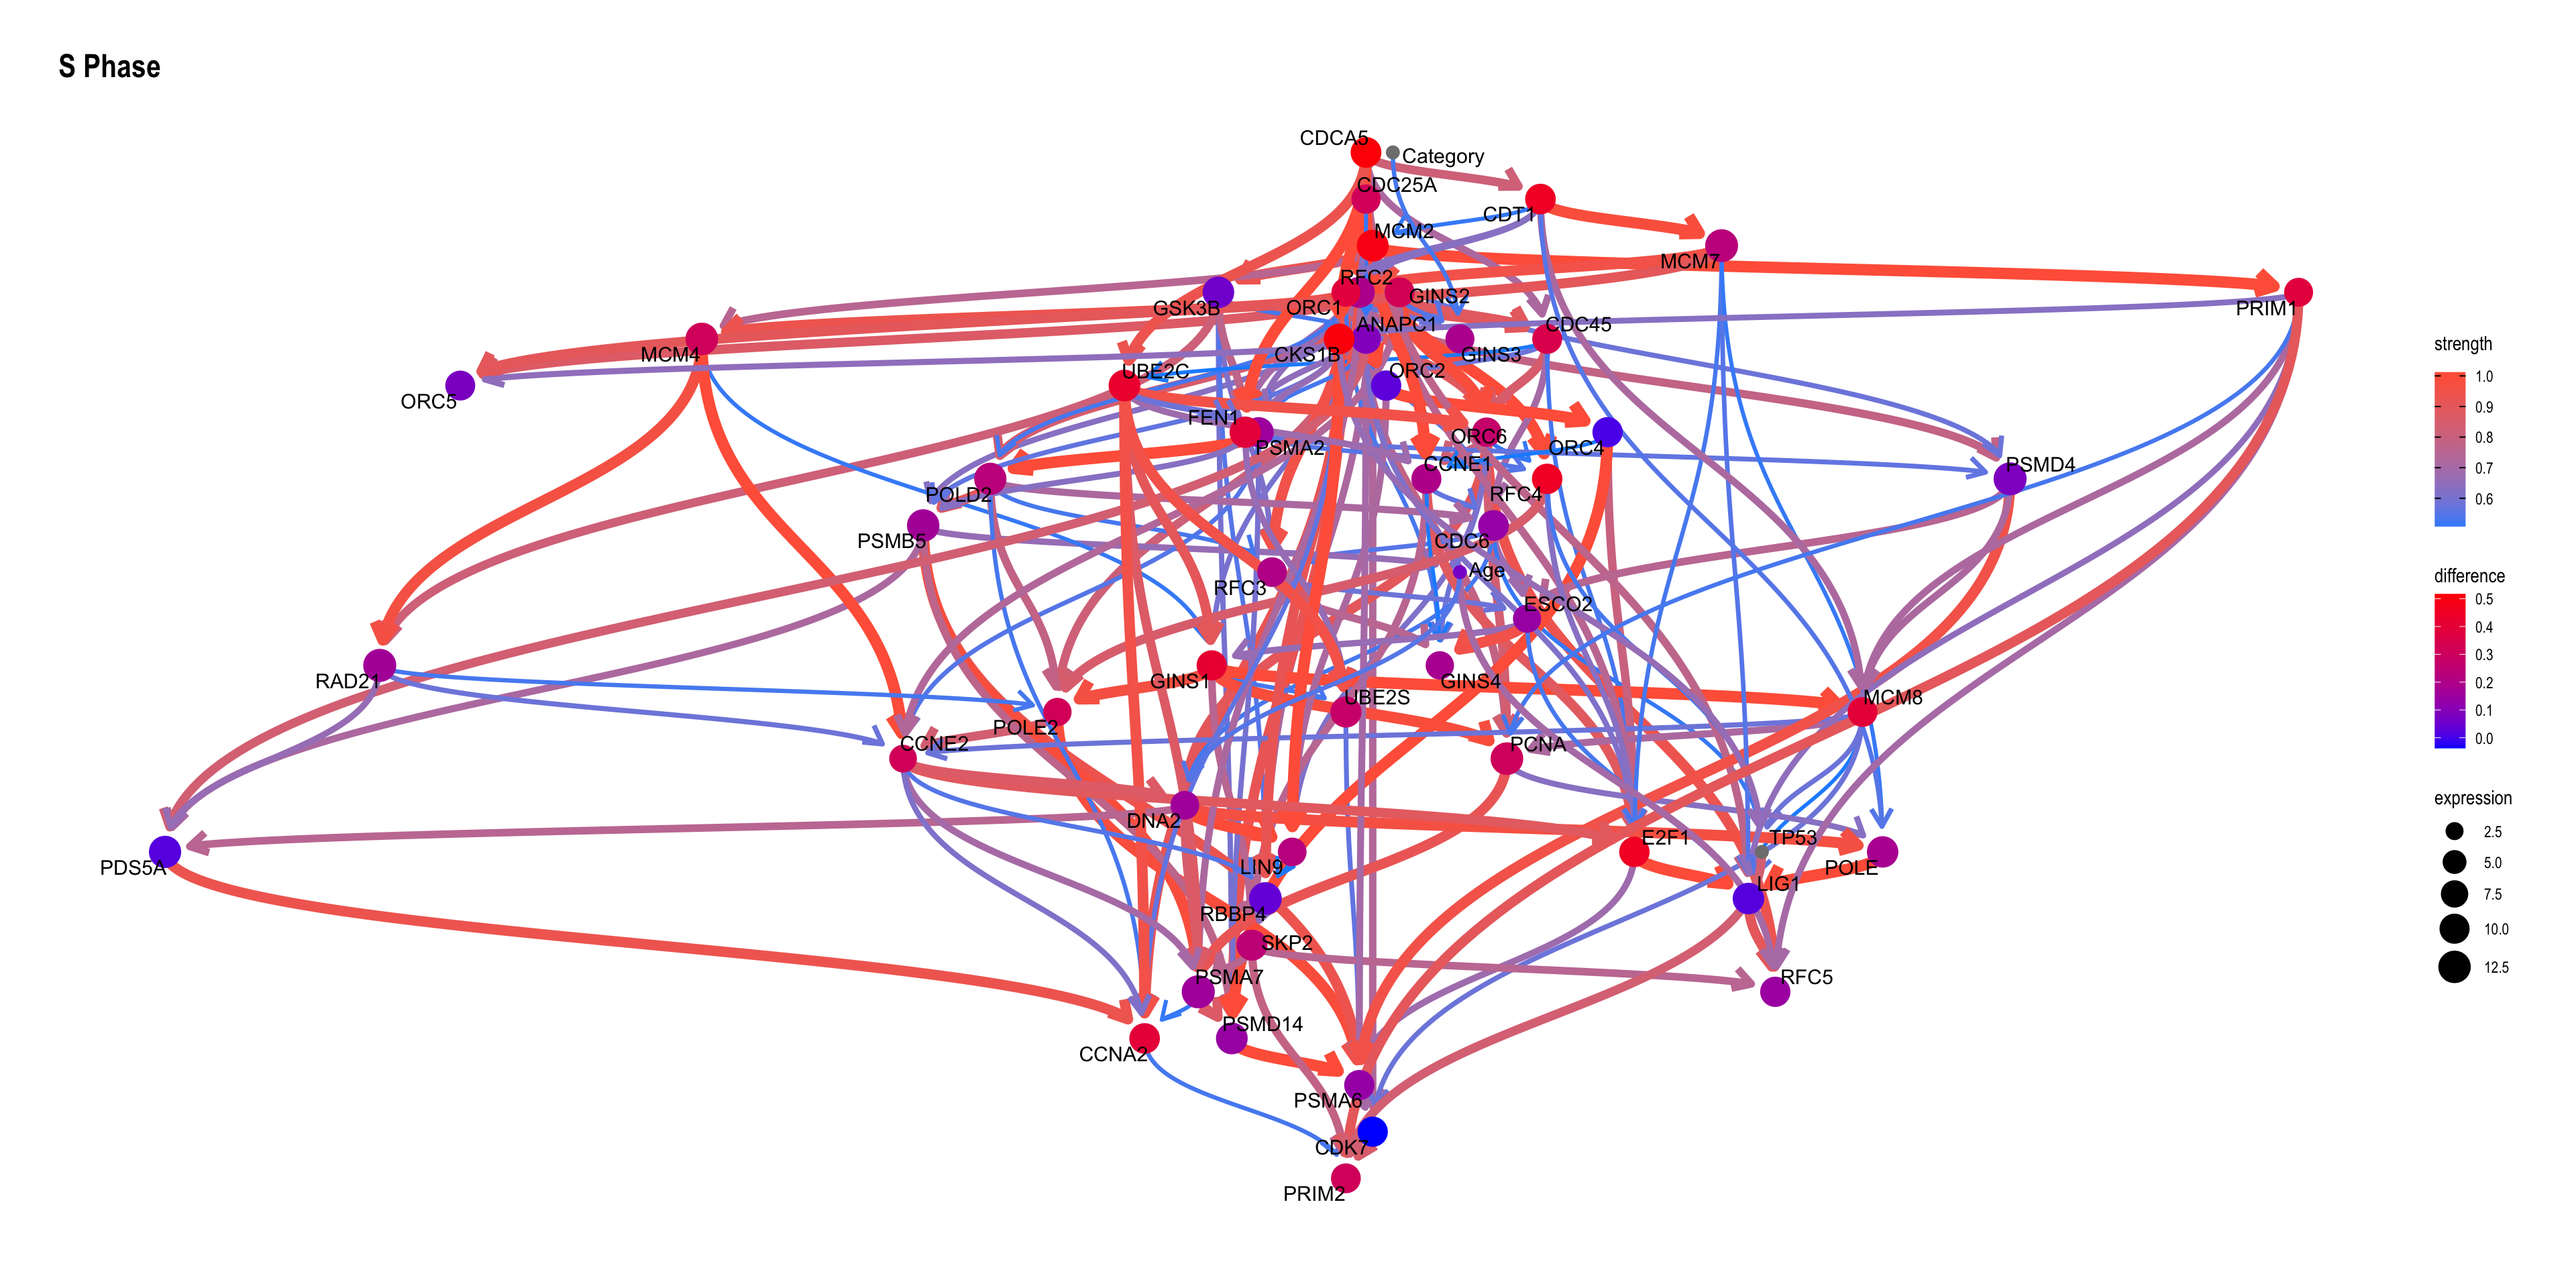 S Phase
CDCA5
Category
CDC25A
CDT1
MCM2
MCM7
RFC2
GSK3B
ORC1
GINS2
PRIM1
ANAPC1
CDC45
MCM4
CKS1B
GINS3
UBE2C
ORC2
ORC5
FEN1
PSMA2
ORC6
ORC4
CCNE1
PSMD4
POLD2
RFC4
PSMB5
CDC6
Age
RFC3
ESCO2
RAD21
GINS1
GINS4
UBE2S
MCM8
POLE2
CCNE2
PCNA
DNA2
E2F1
TP53
PDS5A
LIN9
POLE
LIG1
RBBP4
SKP2
PSMA7
RFC5
PSMD14
CCNA2
PSMA6
CDK7
PRIM2
strength
1.0
0.9
0.8
0.7
0.6
difference
0.5
0.4
0.3
0.2
0.1
0.0
expression
2.5
5.0
7.5
10.0
12.5